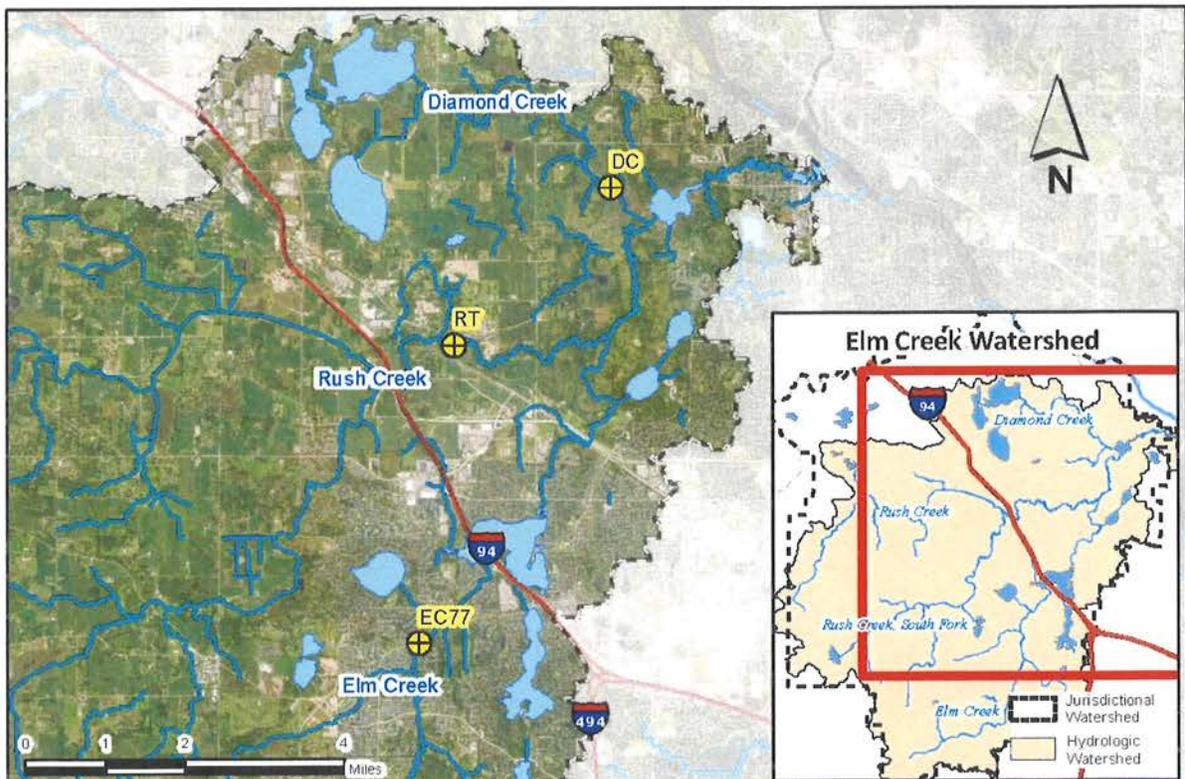 Diamond Creek
DC
RT
Rush Creek
94
EC77
Elm Creek
494
0 1 2 4
Miles
N
Elm Creek Watershed
94
Diamond Creek
Rush Creek
Rush Creek, South Fork
Elm Creek
Jurisdictional
Watershed
Hydrologic
Watershed